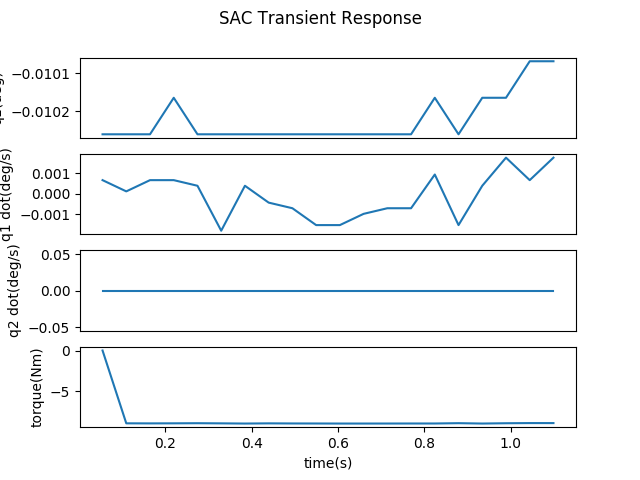 SAC Transient Response
−0.0101
−0.0102
0.001
0.000
−0.001
q1 dot(deg/s)
0.05
0.00
−0.05
q2 dot(deg/s)
0
−5
torque(Nm)
0.2 0.4 0.6 0.8 1.0
time(s)